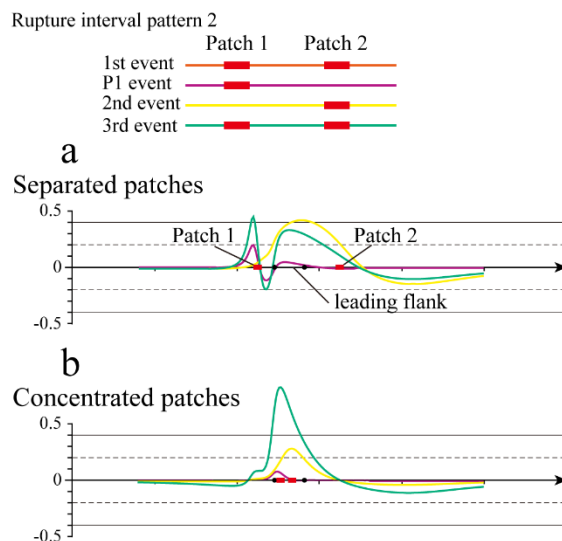 Rupture interval pattern 2
Patch 1 Patch 2
1st event
P1 event
2nd event
3rd event
a
Separated patches
0.5
Patch 1 Patch 2
0
leading flank
-0.5
b
Concentrated patches
0.5
0
-0.5